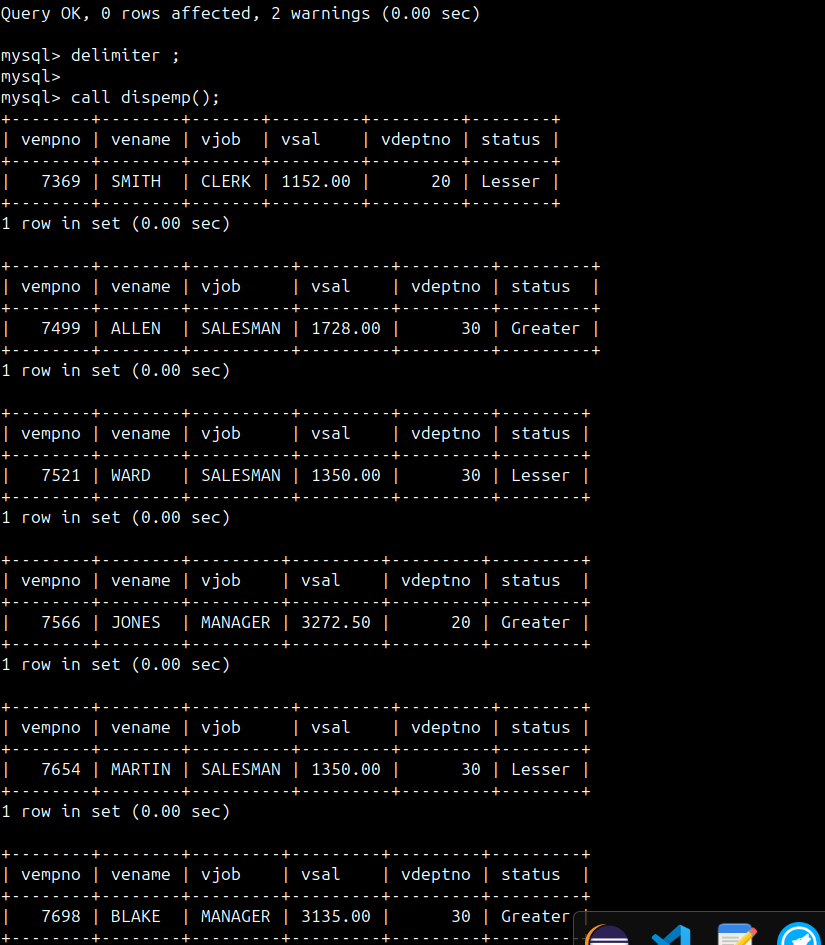 Query OK, 0 rows affected, 2 warnings (0.00 sec)

mysql> delimiter ;
mysql>
mysql> call dispemp();
+--------+--------+-------+---------+---------+--------+
| vempno | vename | vjob  | vsal    | vdeptno | status |
+--------+--------+-------+---------+---------+--------+
|   7369 | SMITH  | CLERK | 1152.00 |      20 | Lesser |
+--------+--------+-------+---------+---------+--------+
1 row in set (0.00 sec)

+--------+--------+----------+---------+---------+---------+
| vempno | vename | vjob     | vsal    | vdeptno | status  |
+--------+--------+----------+---------+---------+---------+
|   7499 | ALLEN  | SALESMAN | 1728.00 |      30 | Greater |
+--------+--------+----------+---------+---------+---------+
1 row in set (0.00 sec)

+--------+--------+----------+---------+---------+--------+
| vempno | vename | vjob     | vsal    | vdeptno | status |
+--------+--------+----------+---------+---------+--------+
|   7521 | WARD   | SALESMAN | 1350.00 |      30 | Lesser |
+--------+--------+----------+---------+---------+--------+
1 row in set (0.00 sec)

+--------+--------+---------+---------+---------+---------+
| vempno | vename | vjob    | vsal    | vdeptno | status  |
+--------+--------+---------+---------+---------+---------+
|   7566 | JONES  | MANAGER | 3272.50 |      20 | Greater |
+--------+--------+---------+---------+---------+---------+
1 row in set (0.00 sec)

+--------+--------+----------+---------+---------+--------+
| vempno | vename | vjob     | vsal    | vdeptno | status |
+--------+--------+----------+---------+---------+--------+
|   7654 | MARTIN | SALESMAN | 1350.00 |      30 | Lesser |
+--------+--------+----------+---------+---------+--------+
1 row in set (0.00 sec)

+--------+--------+---------+---------+---------+---------+
| vempno | vename | vjob    | vsal    | vdeptno | status  |
+--------+--------+---------+---------+---------+---------+
|   7698 | BLAKE  | MANAGER | 3135.00 |      30 | Greater |
+--------+--------+---------+---------+---------+